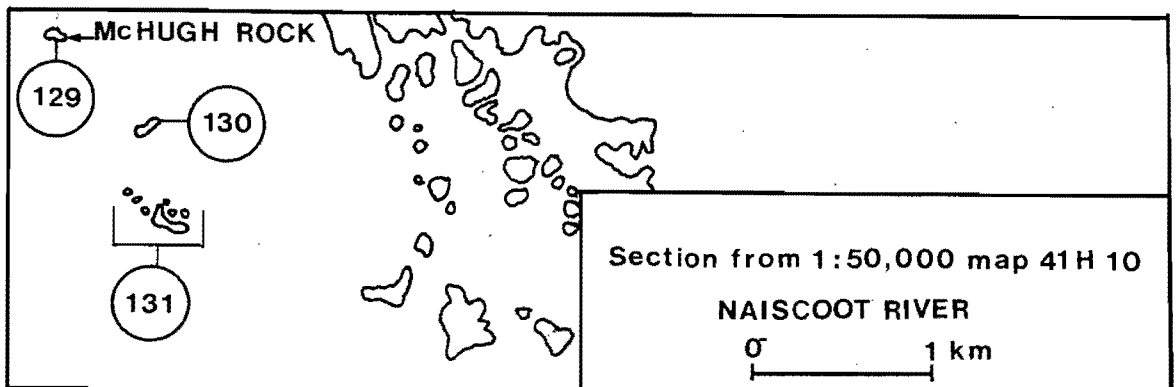 McHUGH ROCK
129
130
131
Section from 1:50,000 map 41H 10
NAISCOOT RIVER
0 1 km